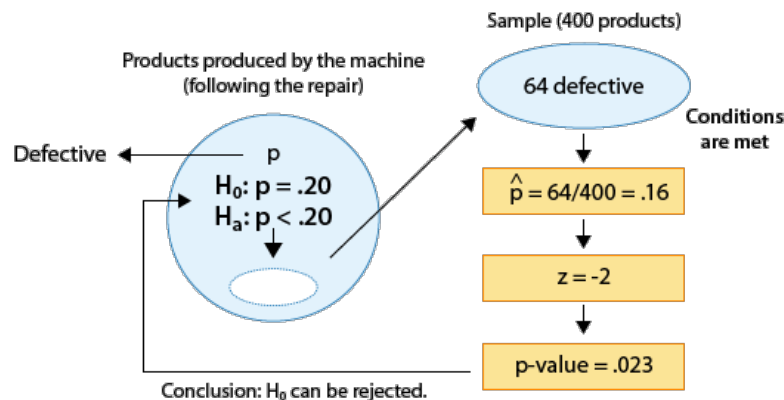 Sample (400 products)
Products produced by the machine
(following the repair)
64 defective
Conditions
are met
Defective
p
H₀: p = .20
Hₐ: p < .20
p̂ = 64/400 = .16
z = -2
p-value = .023
Conclusion: H₀ can be rejected.